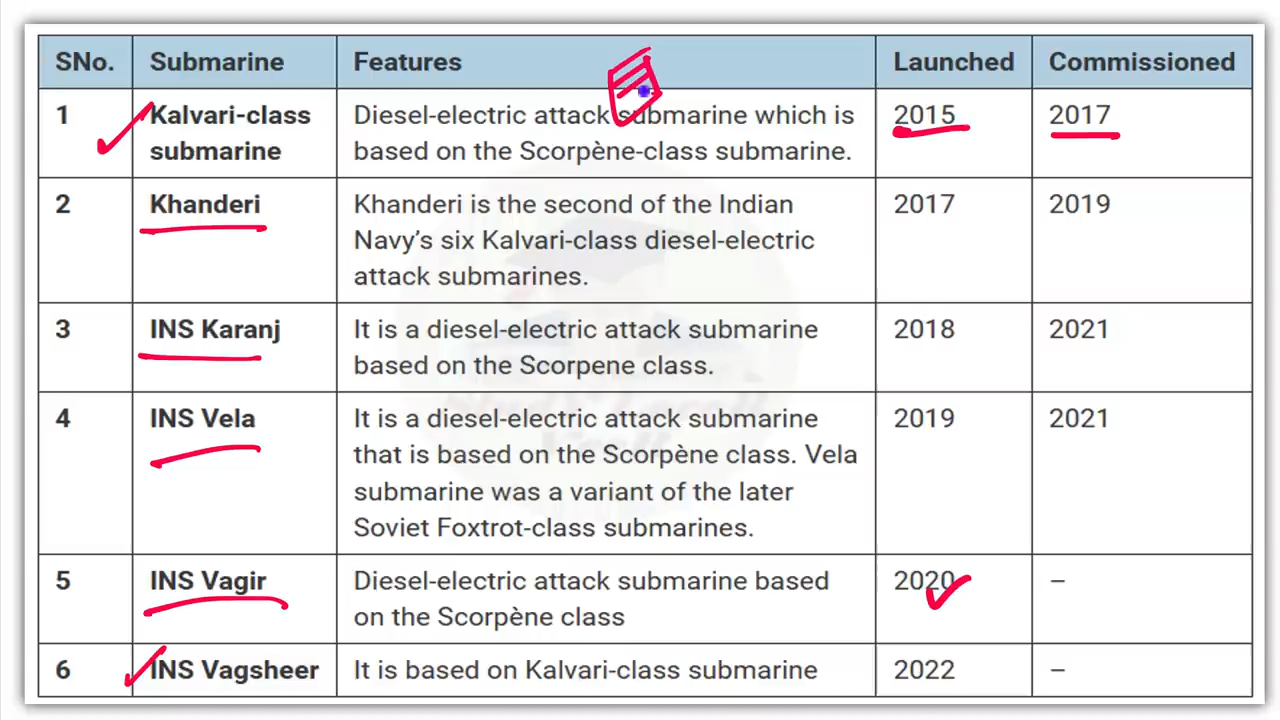 SNo. Submarine Features Launched Commissioned
1 Kalvari-class Diesel-electric attack submarine which is 2015 2017
submarine based on the Scorpène-class submarine.
2 Khanderi Khanderi is the second of the Indian 2017 2019
Navy's six Kalvari-class diesel-electric
attack submarines.
3 INS Karanj It is a diesel-electric attack submarine 2018 2021
based on the Scorpene class.
4 INS Vela It is a diesel-electric attack submarine 2019 2021
that is based on the Scorpène class. Vela
submarine was a variant of the later
Soviet Foxtrot-class submarines.
5 INS Vagir Diesel-electric attack submarine based 2020 –
on the Scorpène class
6 INS Vagsheer It is based on Kalvari-class submarine 2022 –